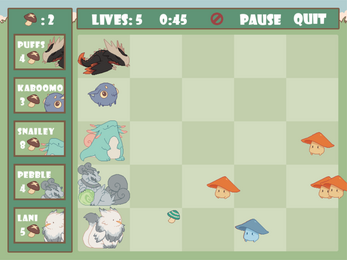 : 2
LIVES: 5 0:45 PAUSE QUIT
PUFFS
4
KABOOMO
3
SNAILEY
8
PEBBLE
4
LANI
5